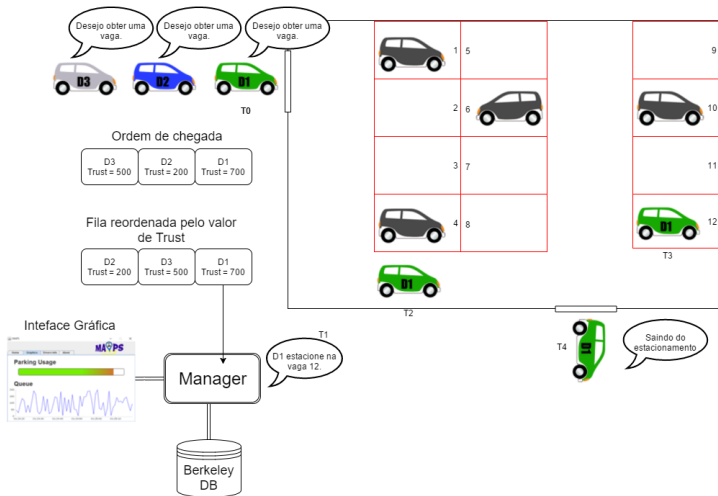 Desejo obter uma
vaga.
Desejo obter uma
vaga.
Desejo obter uma
vaga.
D3
D2
D1
T0
Ordem de chegada
D3
Trust = 500
D2
Trust = 200
D1
Trust = 700
Fila reordenada pelo valor
de Trust
D2
Trust = 200
D3
Trust = 500
D1
Trust = 700
Inteface Gráfica
MAPS
Parking Usage
Queue
Manager
Berkeley
DB
T1
D1 estacione na
vaga 12.
1
5
2
6
3
7
4
8
D1
T2
9
10
11
12
D1
T3
T4
D1
Saindo do
estacionamento